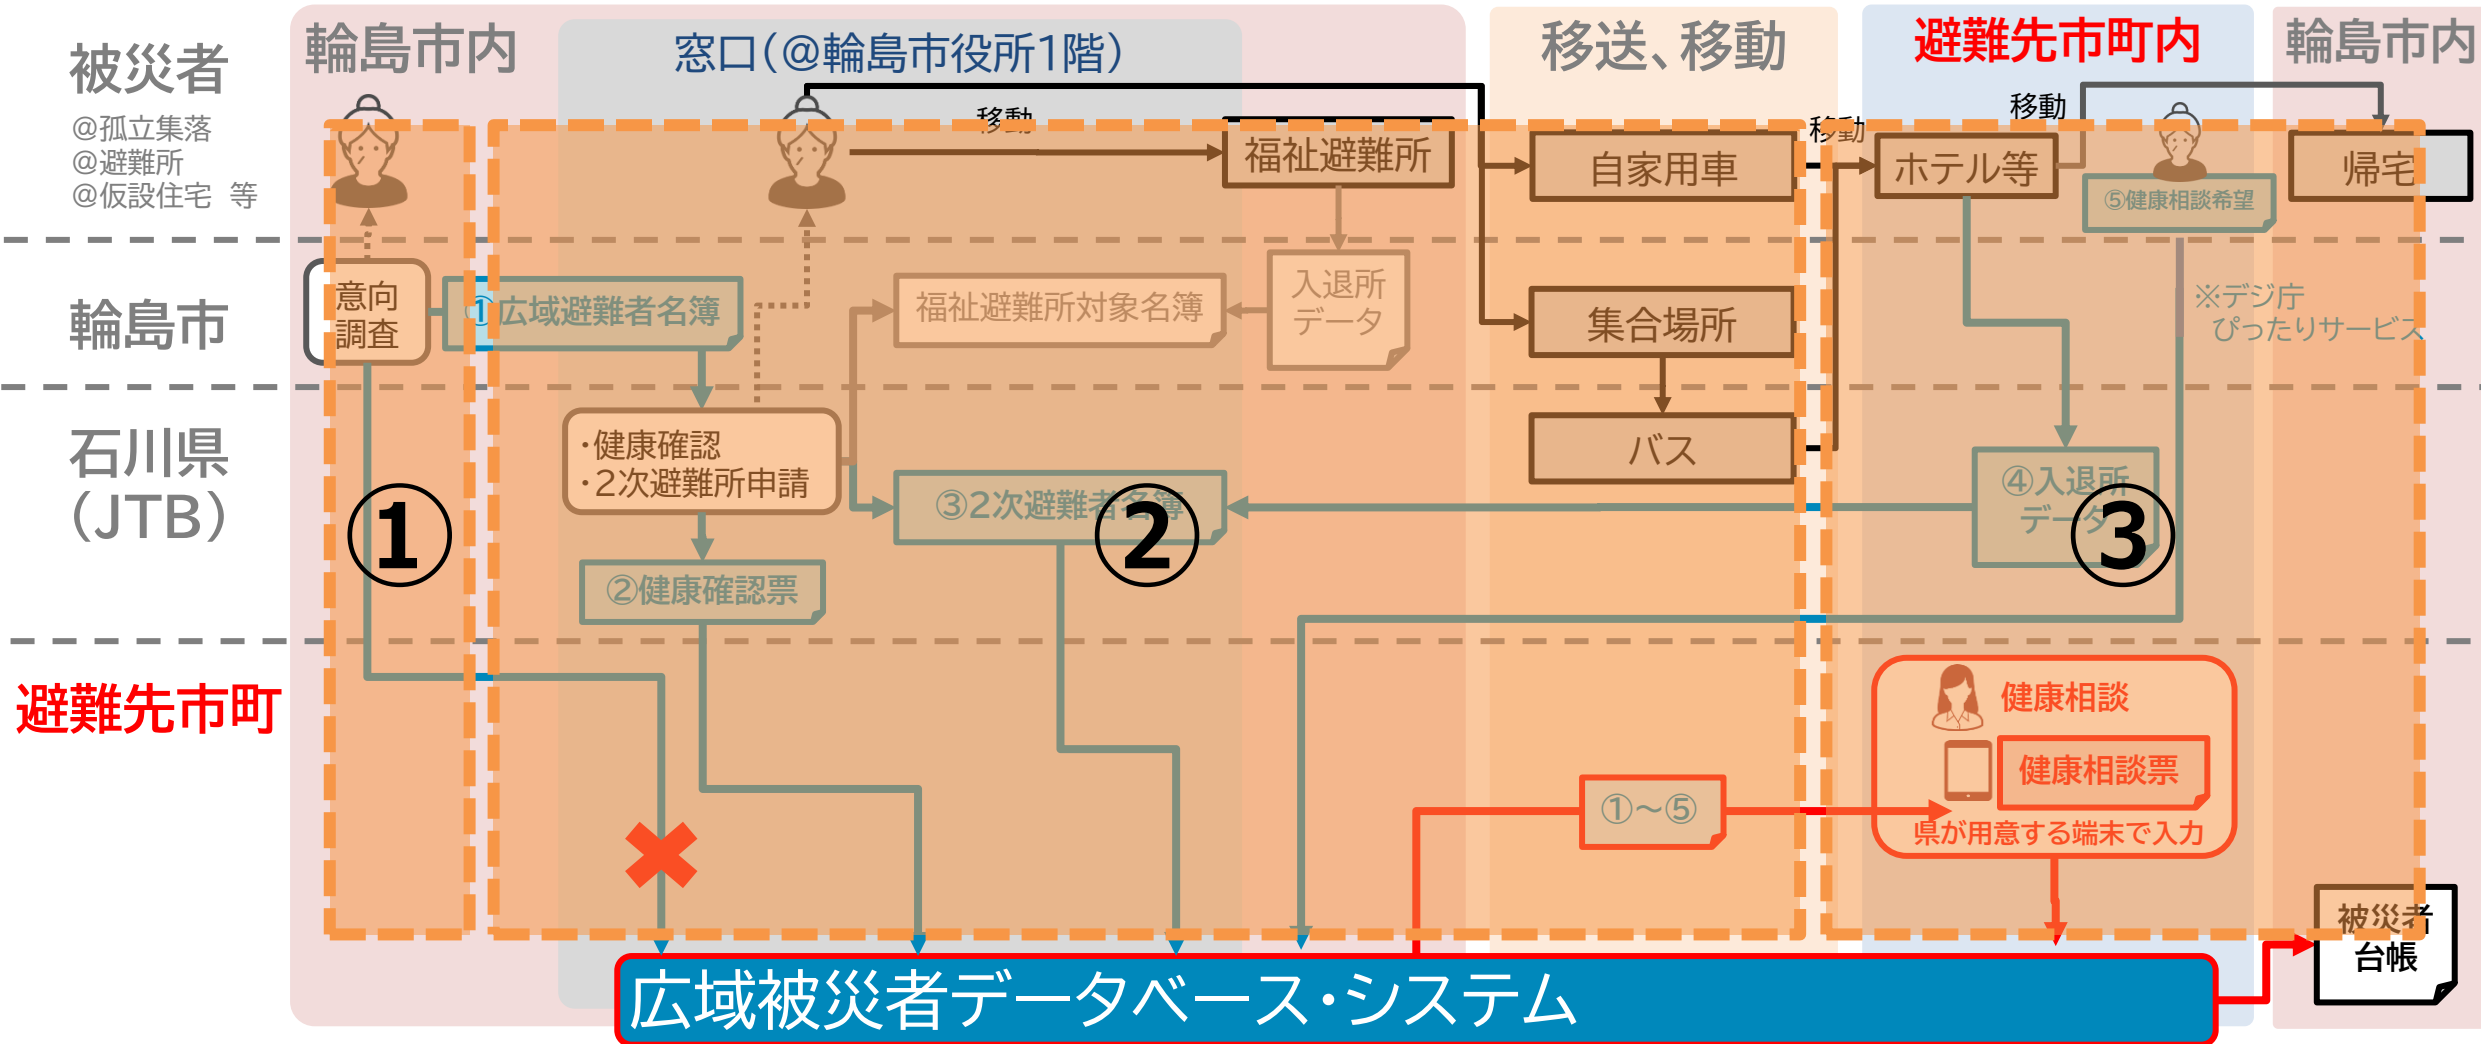 輪島市内
窓口(@輪島市役所1階)
移送、移動
避難先市町内
輪島市内
被災者
@孤立集落
@避難所
@仮設住宅 等
移動
移動
移動
福祉避難所
自家用車
ホテル等
⑤健康相談希望
帰宅
輪島市
意向
調査
①広域避難者名簿
福祉避難所対象名簿
入退所
データ
集合場所
※デジ庁
ぴったりサービス
石川県
(JTB)
・健康確認
・2次避難所申請
バス
③2次避難者名簿
④入退所
データ
②健康確認票
①
②
③
避難先市町
健康相談
健康相談票
県が用意する端末で入力
①～⑤
被災者
台帳
広域被災者データベース・システム